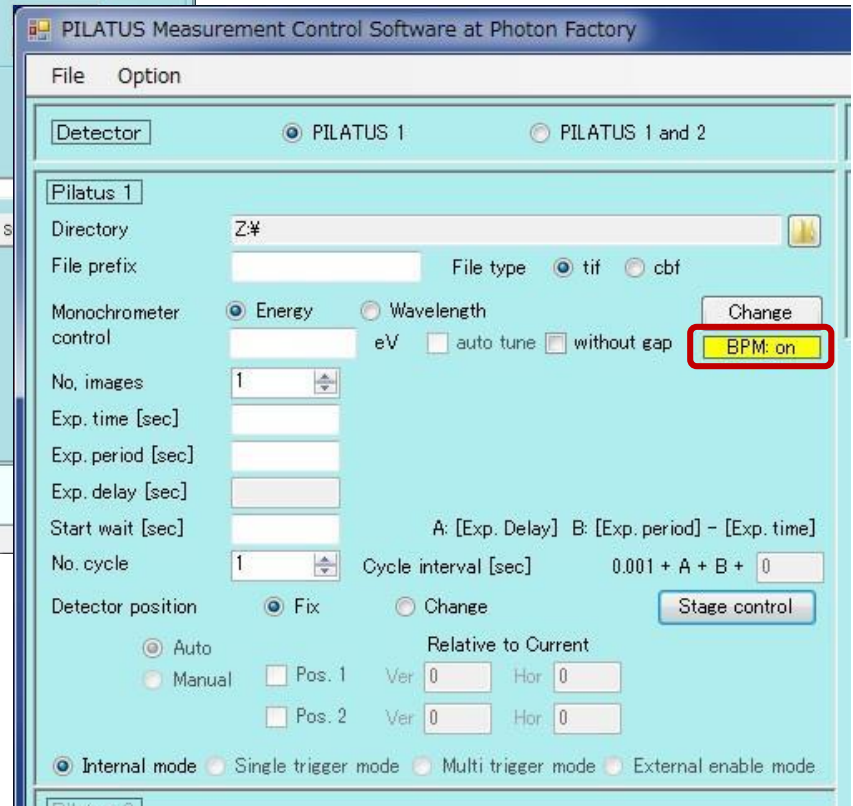 PILATUS Measurement Control Software at Photon Factory
File Option
Detector PILATUS 1 PILATUS 1 and 2
Pilatus 1
Directory Z:¥
File prefix File type tif cbf
Monochrometer control Energy Wavelength Change
eV auto tune without gap BPM: on
No, images 1
Exp. time [sec]
Exp. period [sec]
Exp. delay [sec]
Start wait [sec] A: [Exp. Delay] B: [Exp. period] - [Exp. time]
No. cycle 1 Cycle interval [sec] 0.001 + A + B + 0
Detector position Fix Change Stage control
Auto Relative to Current
Manual Pos. 1 Ver 0 Hor 0
Pos. 2 Ver 0 Hor 0
Internal mode Single trigger mode Multi trigger mode External enable mode